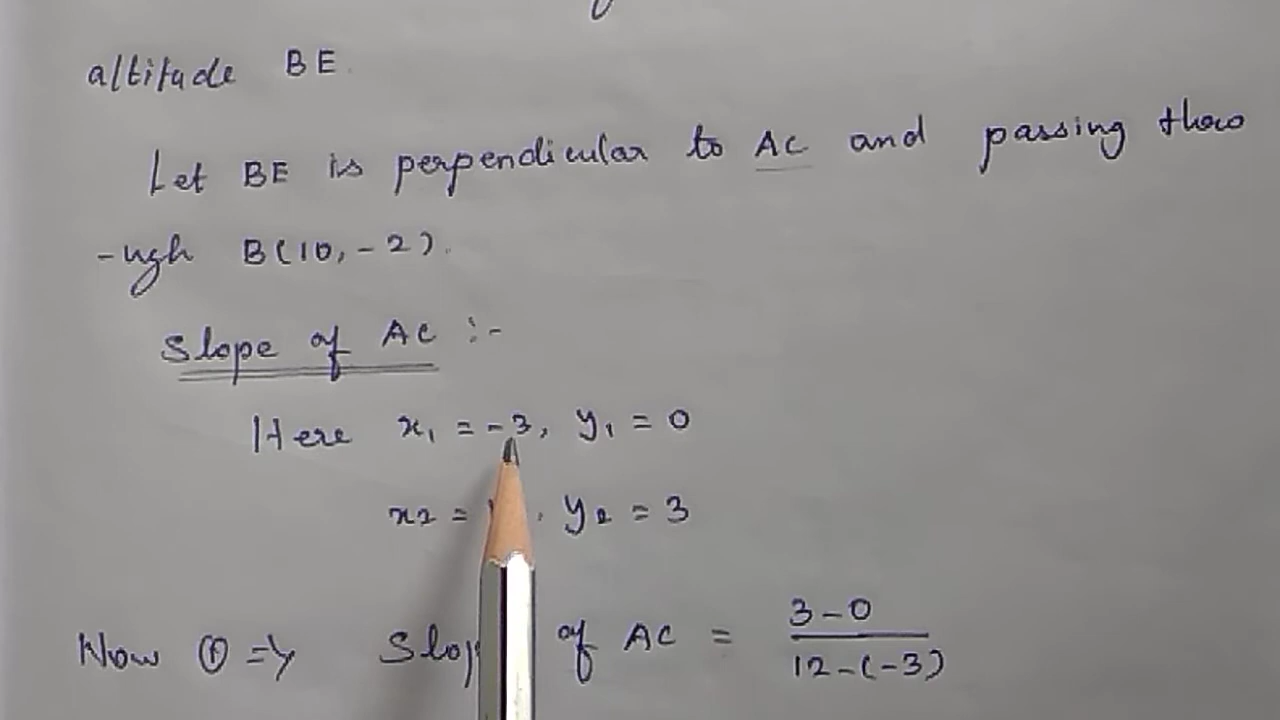 altitude BE.
Let BE is perpendicular to AC and passing thro
-ugh B(10, -2).
Slope of AC :-
Here x₁ = -3, y₁ = 0
x₂ = , y₂ = 3
Now ① => of AC = 3-0 / 12-(-3)